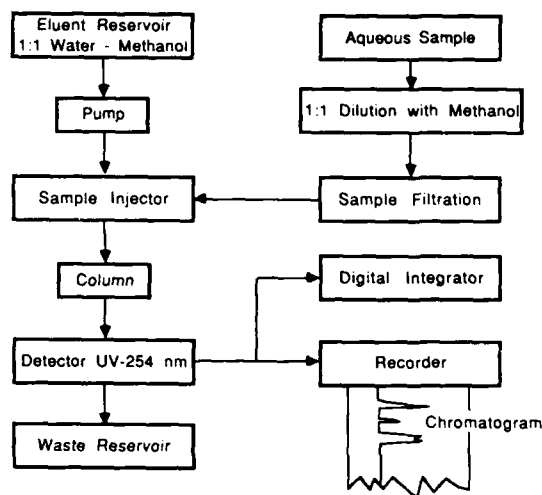 Eluent Reservoir
1:1 Water - Methanol
Pump
Sample Injector
Column
Detector UV-254 nm
Waste Reservoir
Aqueous Sample
1:1 Dilution with Methanol
Sample Filtration
Digital Integrator
Recorder
Chromatogram